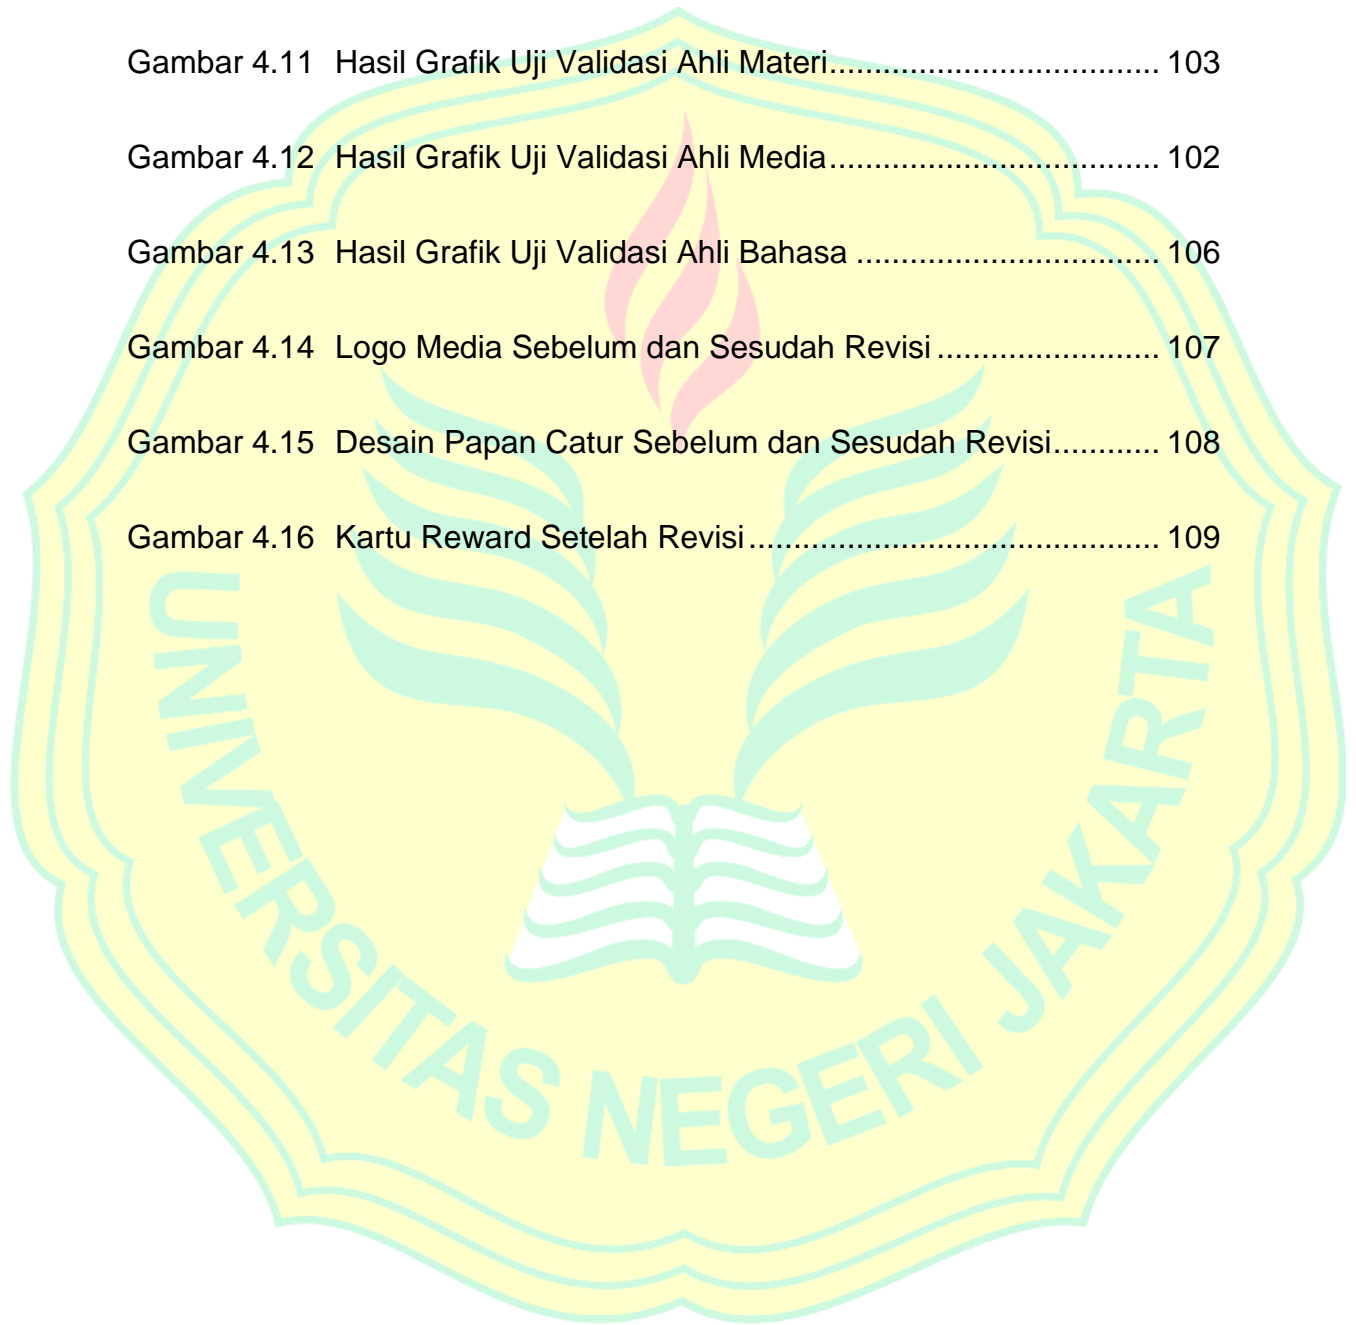 Gambar 4.11 Hasil Grafik Uji Validasi Ahli Materi..................................... 103
Gambar 4.12 Hasil Grafik Uji Validasi Ahli Media..................................... 102
Gambar 4.13 Hasil Grafik Uji Validasi Ahli Bahasa .................................. 106
Gambar 4.14 Logo Media Sebelum dan Sesudah Revisi ......................... 107
Gambar 4.15 Desain Papan Catur Sebelum dan Sesudah Revisi............ 108
Gambar 4.16 Kartu Reward Setelah Revisi.............................................. 109
UNIVERSITAS NEGERI JAKARTA